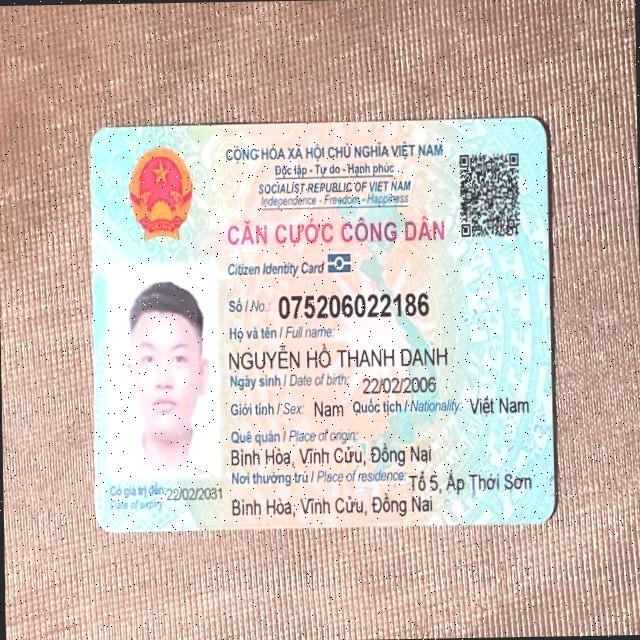 CỘNG HÒA XÃ HỘI CHỦ NGHĨA VIỆT NAM
Độc lập - Tự do - Hạnh phúc
SOCIALIST REPUBLIC OF VIET NAM
Independence - Freedom - Happiness
CĂN CƯỚC CÔNG DÂN
Citizen Identity Card
Số / No.: 075206022186
Họ và tên / Full name:
NGUYỄN HỒ THANH DANH
Ngày sinh / Date of birth: 22/02/2006
Giới tính / Sex: Nam Quốc tịch / Nationality: Việt Nam
Quê quán / Place of origin:
Bình Hòa, Vĩnh Cửu, Đồng Nai
Nơi thường trú / Place of residence: Tổ 5, Ấp Thới Sơn
Bình Hòa, Vĩnh Cửu, Đồng Nai
Có giá trị đến: 22/02/2031
Date of expiry